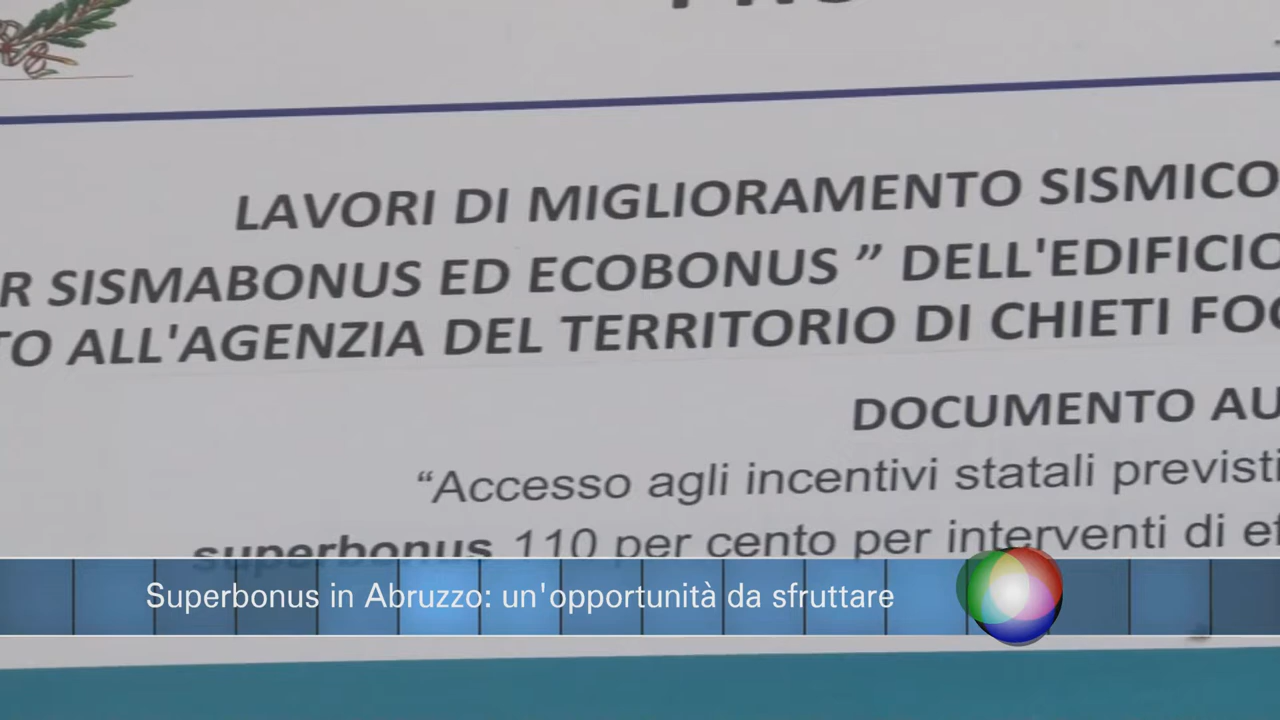 LAVORI DI MIGLIORAMENTO SISMICO
R SISMABONUS ED ECOBONUS ” DELL'EDIFICIO
TO ALL'AGENZIA DEL TERRITORIO DI CHIETI FOG
DOCUMENTO AU
“Accesso agli incentivi statali previsti
superbonus 110 per cento per interventi di ef
Superbonus in Abruzzo: un'opportunità da sfruttare